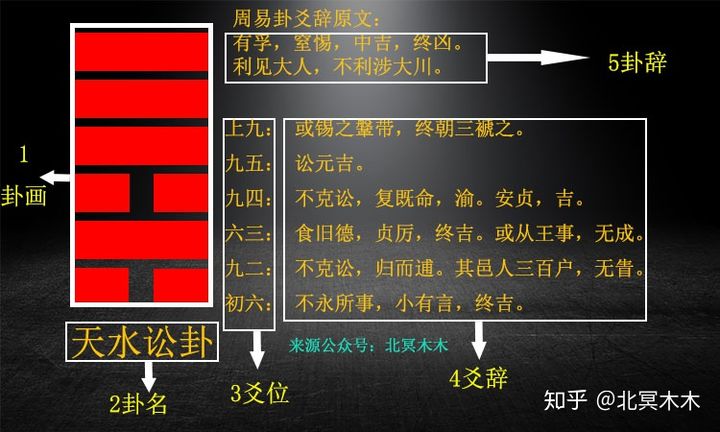 周易卦爻辞原文：
有孚，窒惕，中吉，终凶。
利见大人，不利涉大川。
5卦辞
1
卦画
上九：或锡之鞶带，终朝三褫之。
九五：讼元吉。
九四：不克讼，复既命，渝。安贞，吉。
六三：食旧德，贞厉，终吉。或从王事，无成。
九二：不克讼，归而逋。其邑人三百户，无眚。
初六：不永所事，小有言，终吉。
天水讼卦
来源公众号：北冥木木
2卦名
3爻位
4爻辞
知乎 @北冥木木